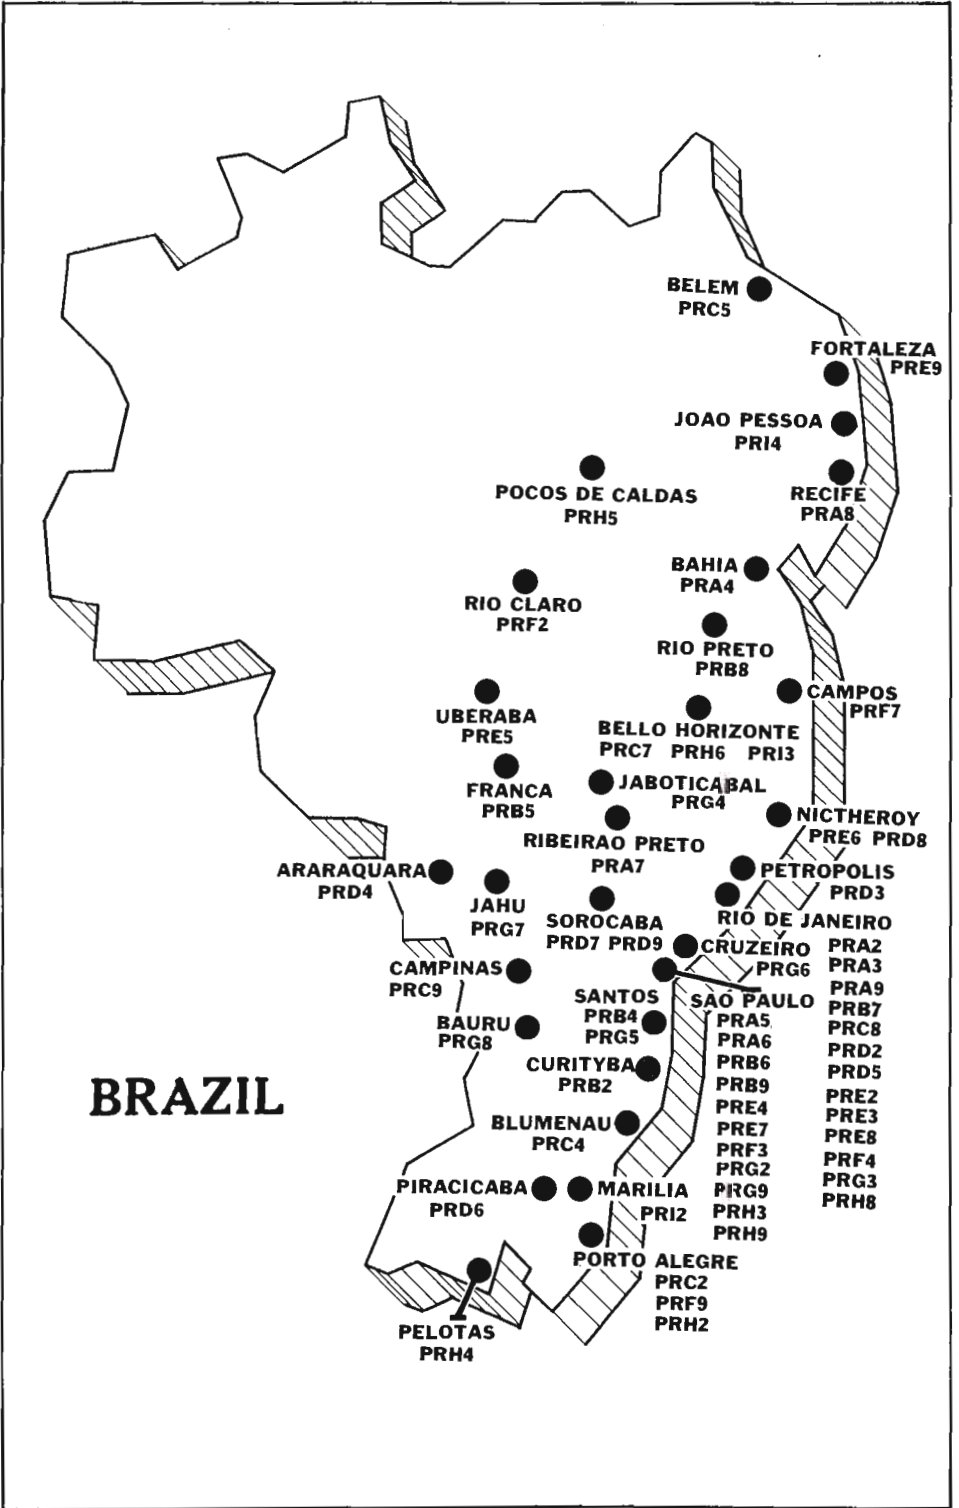 BELEM
PRC5
FORTALEZA
PRE9
JOAO PESSOA
PRI4
POCOS DE CALDAS
PRH5
RECIFE
PRA8
BAHIA
PRA4
RIO CLARO
PRF2
RIO PRETO
PRB8
CAMPOS
PRF7
UBERABA
PRE5
BELLO HORIZONTE
PRC7 PRH6 PRI3
FRANCA
PRB5
JABOTICABAL
PRG4
NICTHEROY
PRE6 PRD8
RIBEIRAO PRETO
PRA7
ARARAQUARA
PRD4
PETROPOLIS
PRD3
JAHU
PRG7
SOROCABA
PRD7 PRD9
RIO DE JANEIRO
PRA2
PRA3
PRA9
PRB7
PRC8
PRD2
PRD5
PRE2
PRE3
PRE8
PRF4
PRG3
PRH8
CRUZEIRO
PRG6
CAMPINAS
PRC9
SAO PAULO
PRA5
PRA6
PRB6
PRB9
PRE4
PRE7
PRF3
PRG2
PRG9
PRH3
PRH9
SANTOS
PRB4
PRG5
BAURU
PRG8
CURITYBA
PRB2
BRAZIL
BLUMENAU
PRC4
PIRACICABA
PRD6
MARILIA
PRI2
PORTO ALEGRE
PRC2
PRF9
PRH2
PELOTAS
PRH4